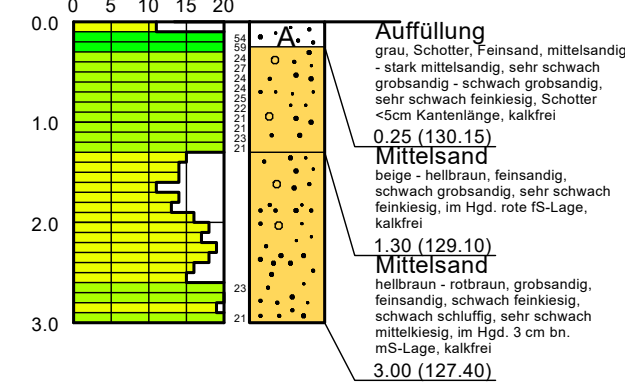 0 5 10 15 20
0.0
1.0
2.0
3.0
54
59
24
27
24
24
25
22
21
21
23
21
23
21
A
Auffüllung
grau, Schotter, Feinsand, mittelsandig
- stark mittelsandig, sehr schwach
grobsandig - schwach grobsandig,
sehr schwach feinkiesig, Schotter
<5cm Kantenlänge, kalkfrei
0.25 (130.15)
Mittelsand
beige - hellbraun, feinsandig,
schwach grobsandig, sehr schwach
feinkiesig, im Hgd. rote fS-Lage,
kalkfrei
1.30 (129.10)
Mittelsand
hellbraun - rotbraun, grobsandig,
feinsandig, schwach feinkiesig,
schwach schluffig, sehr schwach
mittelkiesig, im Hgd. 3 cm bn.
mS-Lage, kalkfrei
3.00 (127.40)